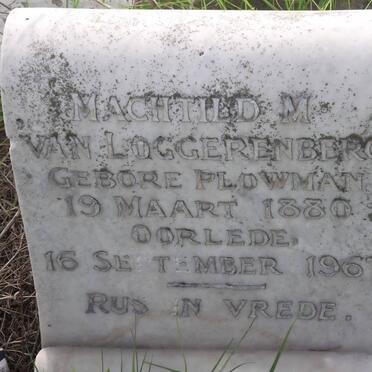 MACHTILD M
VAN LOGGERENBERG
GEBORE PLOWMAN.
19 MAART 1880
OORLEDE.
16 SEPTEMBER 1967
RUS IN VREDE.